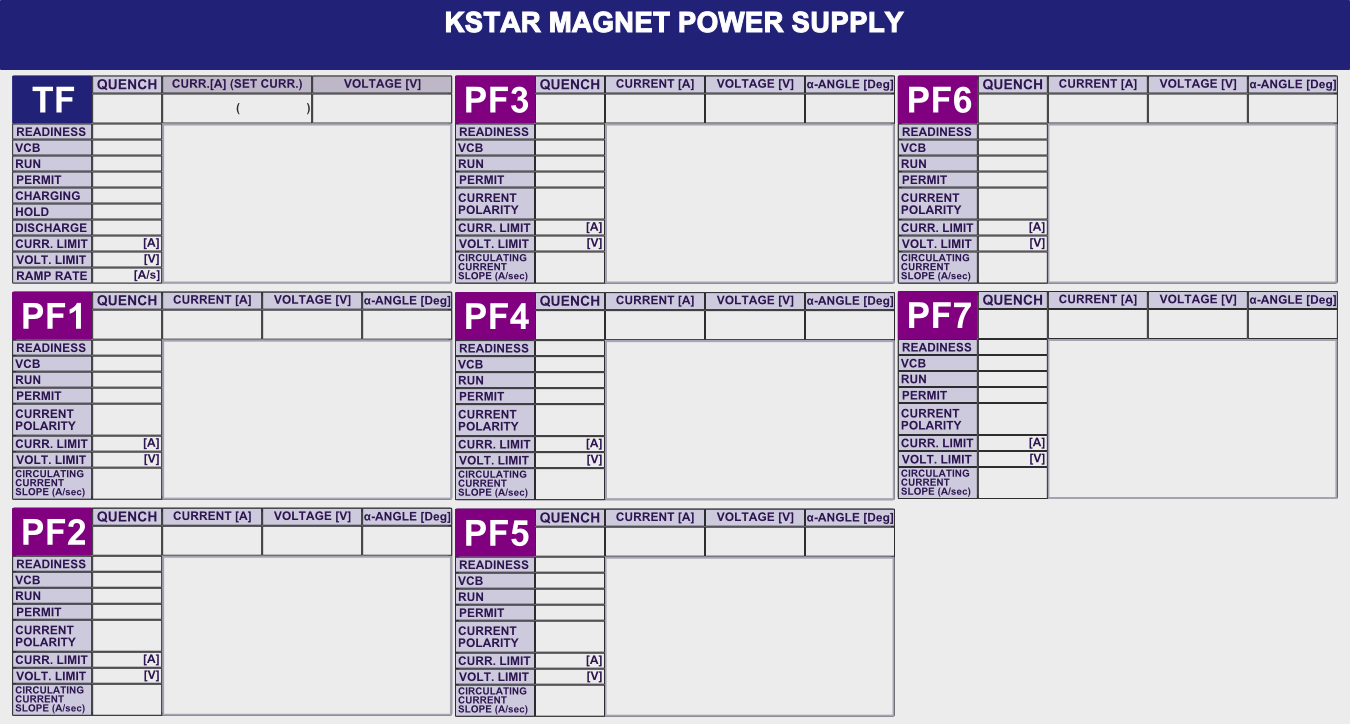 KSTAR MAGNET POWER SUPPLY
TF
QUENCH
CURR.[A] (SET CURR.)
VOLTAGE [V]
( )
READINESS
VCB
RUN
PERMIT
CHARGING
HOLD
DISCHARGE
CURR. LIMIT [A]
VOLT. LIMIT [V]
RAMP RATE [A/s]
PF1
QUENCH
CURRENT [A]
VOLTAGE [V]
α-ANGLE [Deg]
READINESS
VCB
RUN
PERMIT
CURRENT
POLARITY
CURR. LIMIT [A]
VOLT. LIMIT [V]
CIRCULATING
CURRENT
SLOPE (A/sec)
PF2
QUENCH
CURRENT [A]
VOLTAGE [V]
α-ANGLE [Deg]
READINESS
VCB
RUN
PERMIT
CURRENT
POLARITY
CURR. LIMIT [A]
VOLT. LIMIT [V]
CIRCULATING
CURRENT
SLOPE (A/sec)
PF3
QUENCH
CURRENT [A]
VOLTAGE [V]
α-ANGLE [Deg]
READINESS
VCB
RUN
PERMIT
CURRENT
POLARITY
CURR. LIMIT [A]
VOLT. LIMIT [V]
CIRCULATING
CURRENT
SLOPE (A/sec)
PF4
QUENCH
CURRENT [A]
VOLTAGE [V]
α-ANGLE [Deg]
READINESS
VCB
RUN
PERMIT
CURRENT
POLARITY
CURR. LIMIT [A]
VOLT. LIMIT [V]
CIRCULATING
CURRENT
SLOPE (A/sec)
PF5
QUENCH
CURRENT [A]
VOLTAGE [V]
α-ANGLE [Deg]
READINESS
VCB
RUN
PERMIT
CURRENT
POLARITY
CURR. LIMIT [A]
VOLT. LIMIT [V]
CIRCULATING
CURRENT
SLOPE (A/sec)
PF6
QUENCH
CURRENT [A]
VOLTAGE [V]
α-ANGLE [Deg]
READINESS
VCB
RUN
PERMIT
CURRENT
POLARITY
CURR. LIMIT [A]
VOLT. LIMIT [V]
CIRCULATING
CURRENT
SLOPE (A/sec)
PF7
QUENCH
CURRENT [A]
VOLTAGE [V]
α-ANGLE [Deg]
READINESS
VCB
RUN
PERMIT
CURRENT
POLARITY
CURR. LIMIT [A]
VOLT. LIMIT [V]
CIRCULATING
CURRENT
SLOPE (A/sec)